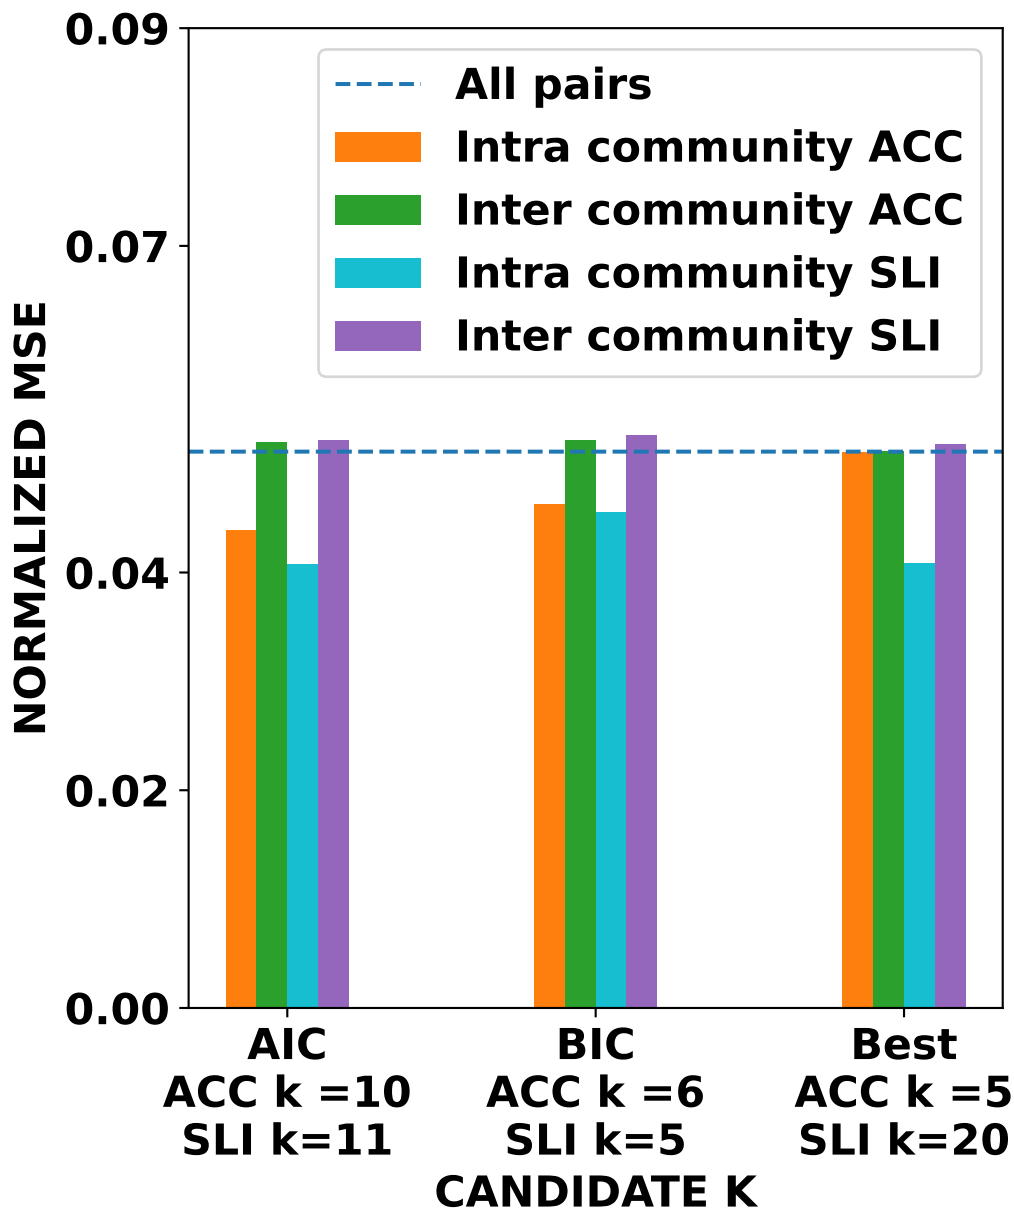 0.09
0.07
0.04
0.02
0.00
NORMALIZED MSE
All pairs
Intra community ACC
Inter community ACC
Intra community SLI
Inter community SLI
AIC
ACC k =10
SLI k=11
BIC
ACC k =6
SLI k=5
Best
ACC k =5
SLI k=20
CANDIDATE K